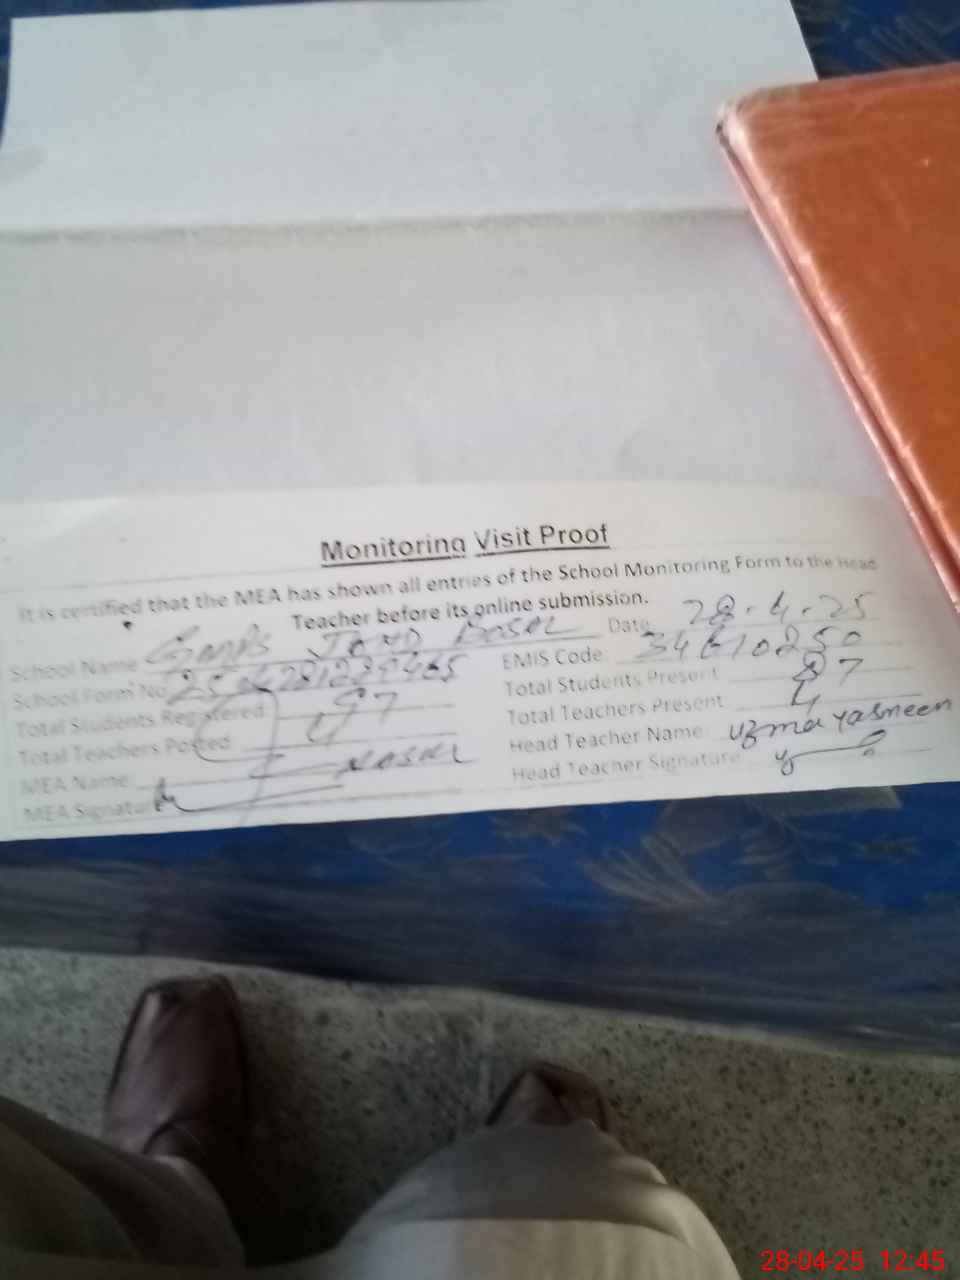 Monitoring Visit Proof
It is certified that the MEA has shown all entries of the School Monitoring Form to the Head
Teacher before its online submission.
School Name Date 28-4-25
School Form No. EMIS Code: 34610250
Total Students Registered: 97 Total Students Present 87
Total Teachers Posted: 4 Total Teachers Present 4
MEA Name: Head Teacher Name: Uzma yasmeen
MEA Signature Head Teacher Signature
28-04-25 12:45